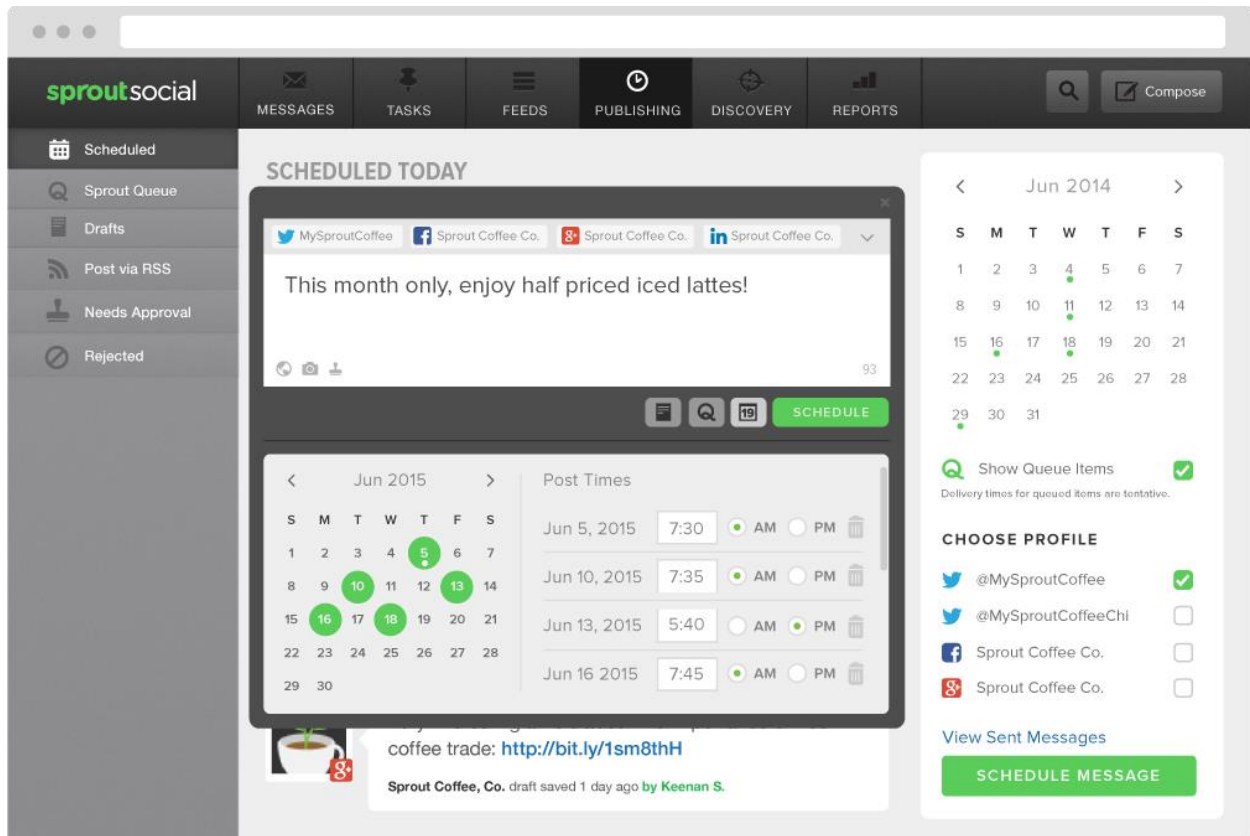 sproutsocial
MESSAGES TASKS FEEDS PUBLISHING DISCOVERY REPORTS
Compose
Scheduled
Sprout Queue
Drafts
Post via RSS
Needs Approval
Rejected
SCHEDULED TODAY
MySproutCoffee Sprout Coffee Co. Sprout Coffee Co. Sprout Coffee Co.
This month only, enjoy half priced iced lattes!
93
19 SCHEDULE
Jun 2015
S M T W T F S
1 2 3 4 5 6 7
8 9 10 11 12 13 14
15 16 17 18 19 20 21
22 23 24 25 26 27 28
29 30
Post Times
Jun 5, 2015 7:30 AM PM
Jun 10, 2015 7:35 AM PM
Jun 13, 2015 5:40 AM PM
Jun 16 2015 7:45 AM PM
coffee trade: http://bit.ly/1sm8thH
Sprout Coffee, Co. draft saved 1 day ago by Keenan S.
Jun 2014
S M T W T F S
1 2 3 4 5 6 7
8 9 10 11 12 13 14
15 16 17 18 19 20 21
22 23 24 25 26 27 28
29 30 31
Show Queue Items
Delivery times for queued items are tentative.
CHOOSE PROFILE
@MySproutCoffee
@MySproutCoffeeChi
Sprout Coffee Co.
Sprout Coffee Co.
View Sent Messages
SCHEDULE MESSAGE